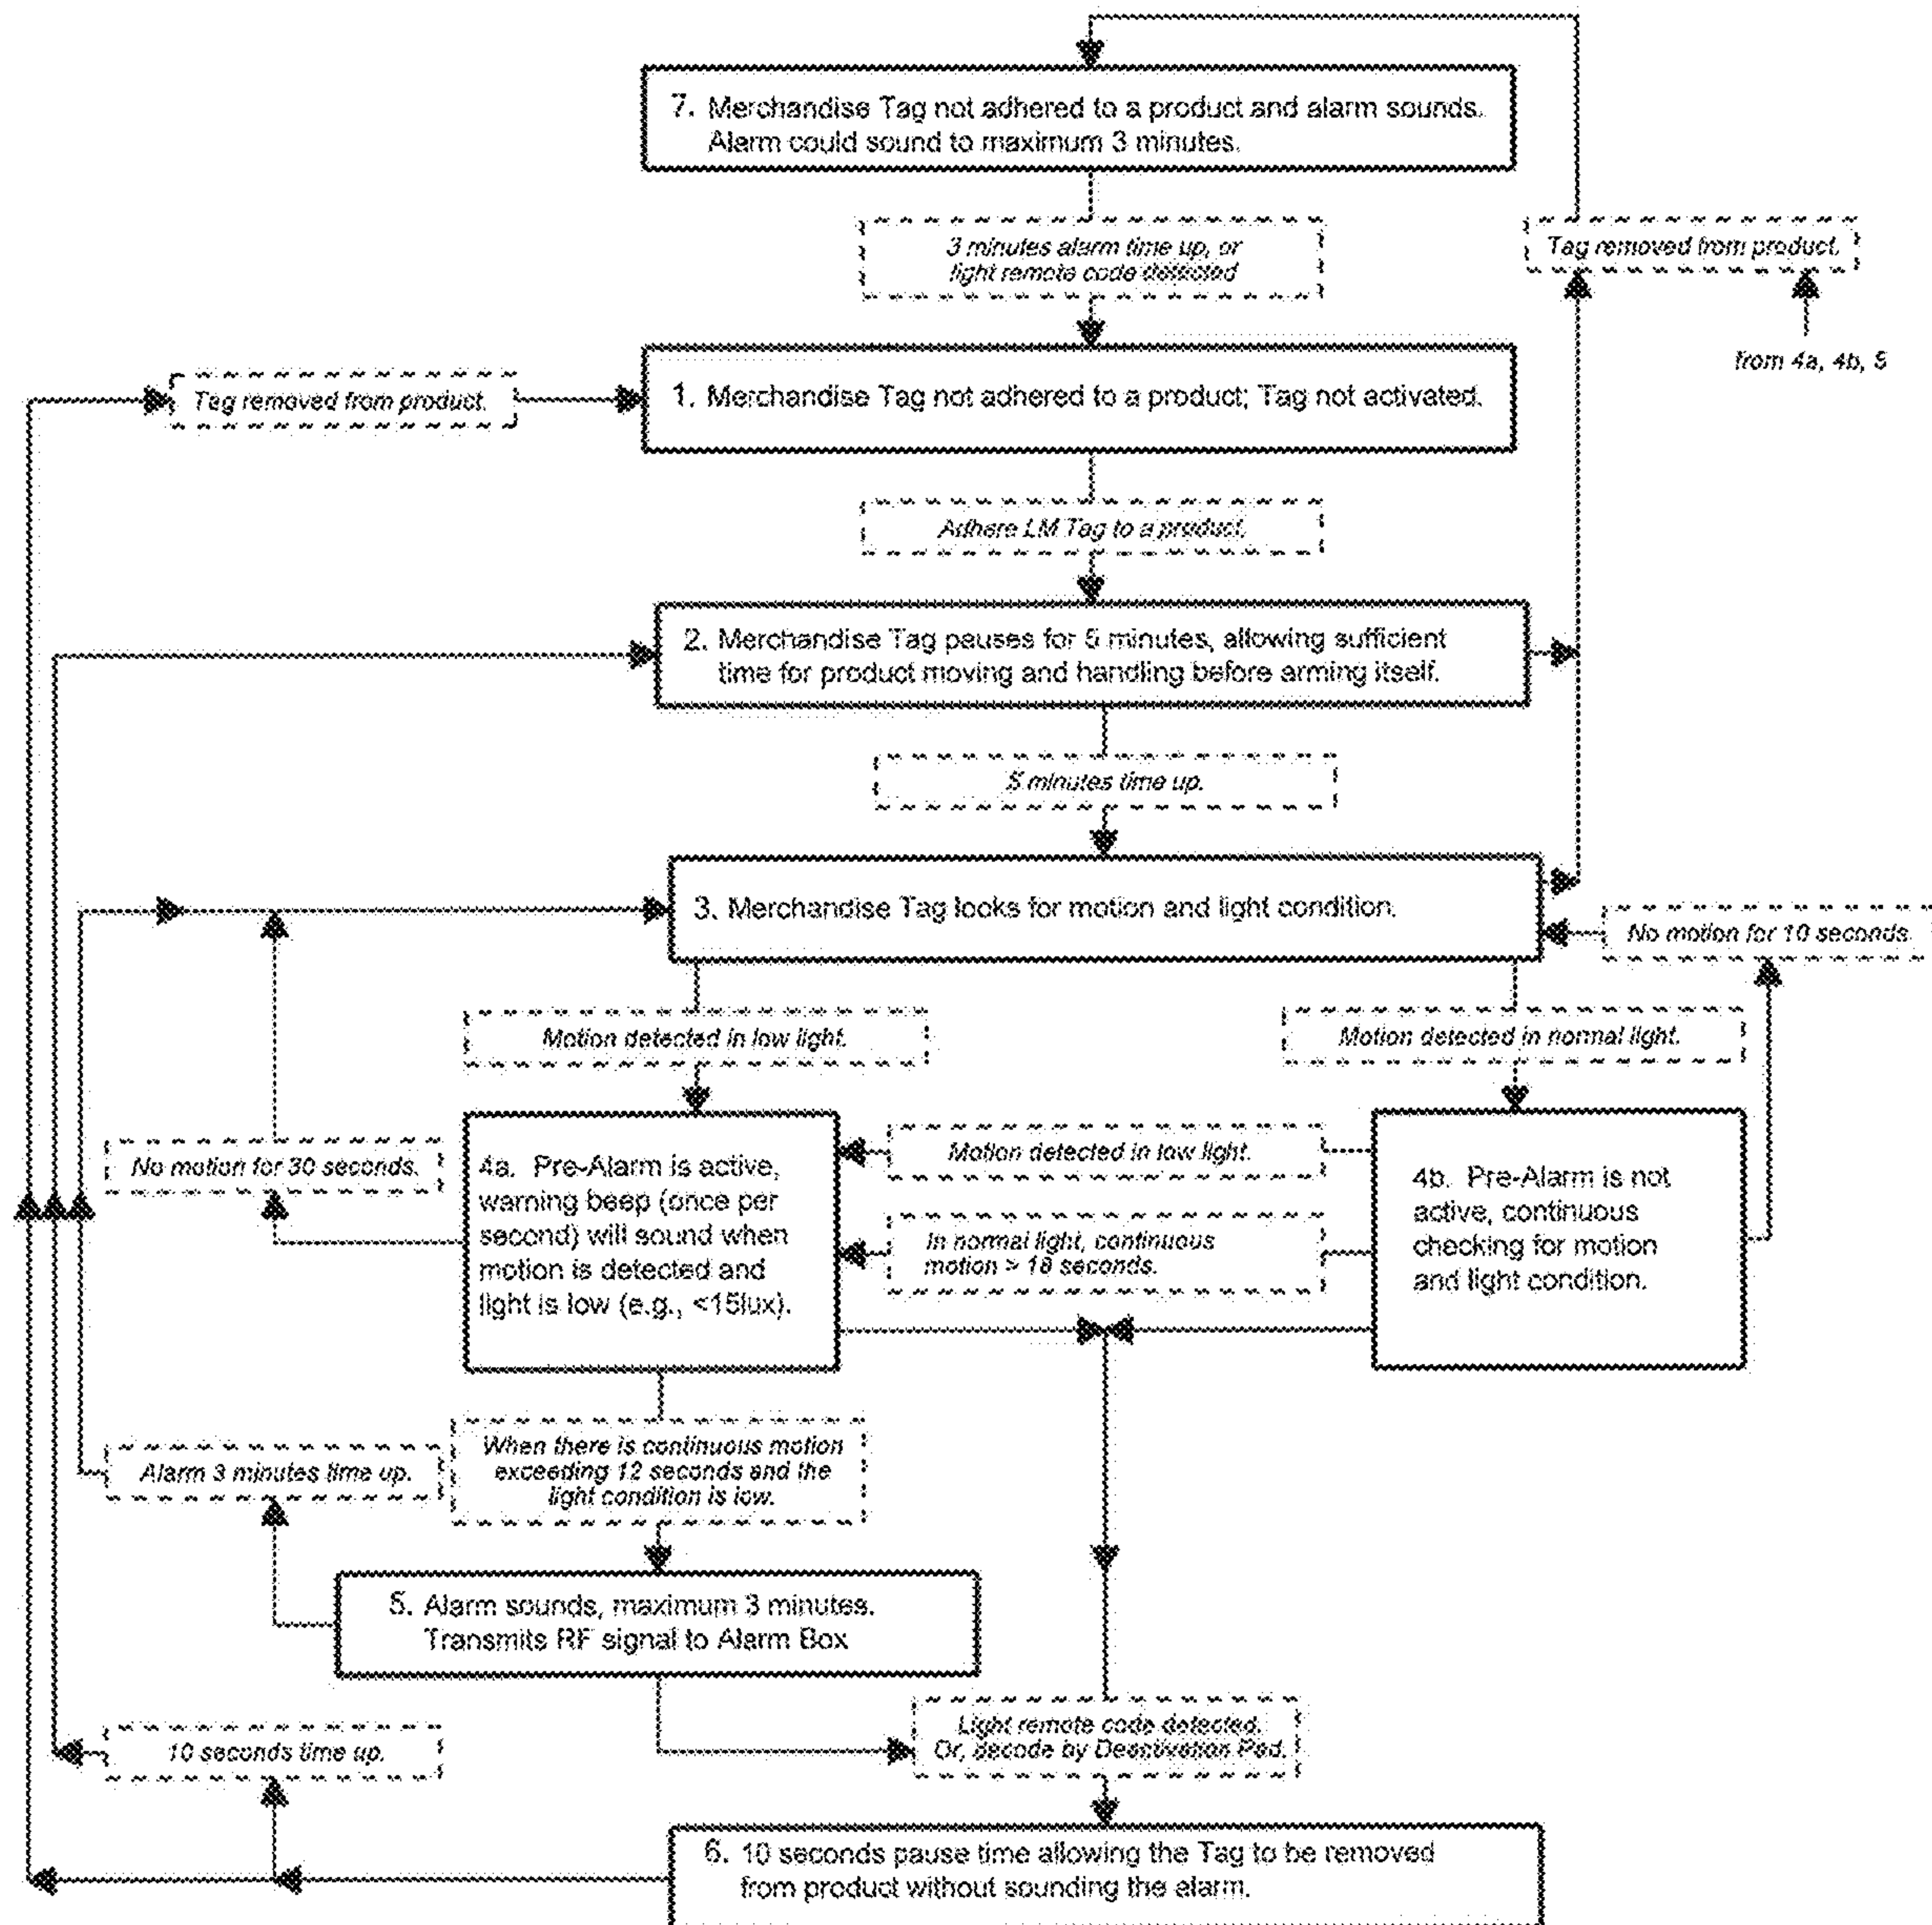 7. Merchandise Tag not adhered to a product and alarm sounds.
Alarm could sound to maximum 3 minutes.
3 minutes alarm time up, or
light remote code detected
Tag removed from product.
from 4a, 4b, 5
Tag removed from product.
1. Merchandise Tag not adhered to a product; Tag not activated.
Adhere LM Tag to a product.
2. Merchandise Tag pauses for 5 minutes, allowing sufficient
time for product moving and handling before arming itself.
5 minutes time up.
3. Merchandise Tag looks for motion and light condition.
No motion for 10 seconds.
Motion detected in low light.
Motion detected in normal light.
No motion for 30 seconds.
4a. Pre-Alarm is active,
warning beep (once per
second) will sound when
motion is detected and
light is low (e.g., <15lux).
Motion detected in low light.
In normal light, continuous
motion > 18 seconds.
4b. Pre-Alarm is not
active, continuous
checking for motion
and light condition.
Alarm 3 minutes time up.
When there is continuous motion
exceeding 12 seconds and the
light condition is low.
5. Alarm sounds, maximum 3 minutes.
Transmits RF signal to Alarm Box
10 seconds time up.
Light remote code detected.
Or, decode by Deactivation Pad.
6. 10 seconds pause time allowing the Tag to be removed
from product without sounding the alarm.